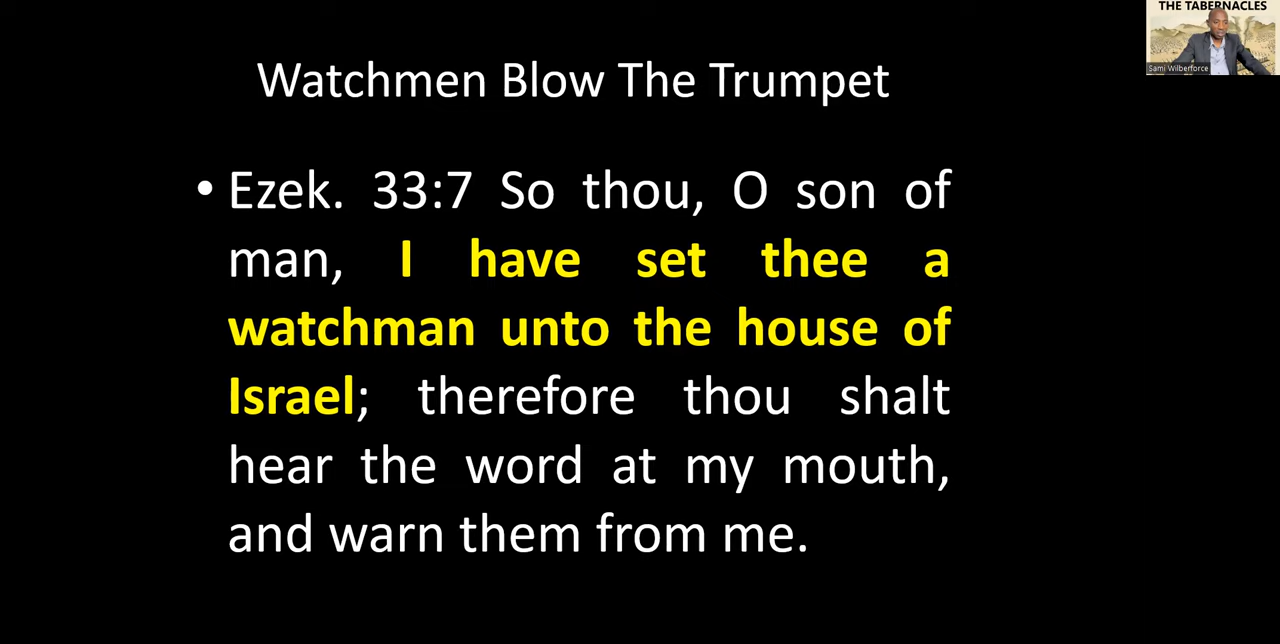 THE TABERNACLES
Sami Wilberforce
Watchmen Blow The Trumpet
• Ezek. 33:7 So thou, O son of
man, I have set thee a
watchman unto the house of
Israel; therefore thou shalt
hear the word at my mouth,
and warn them from me.